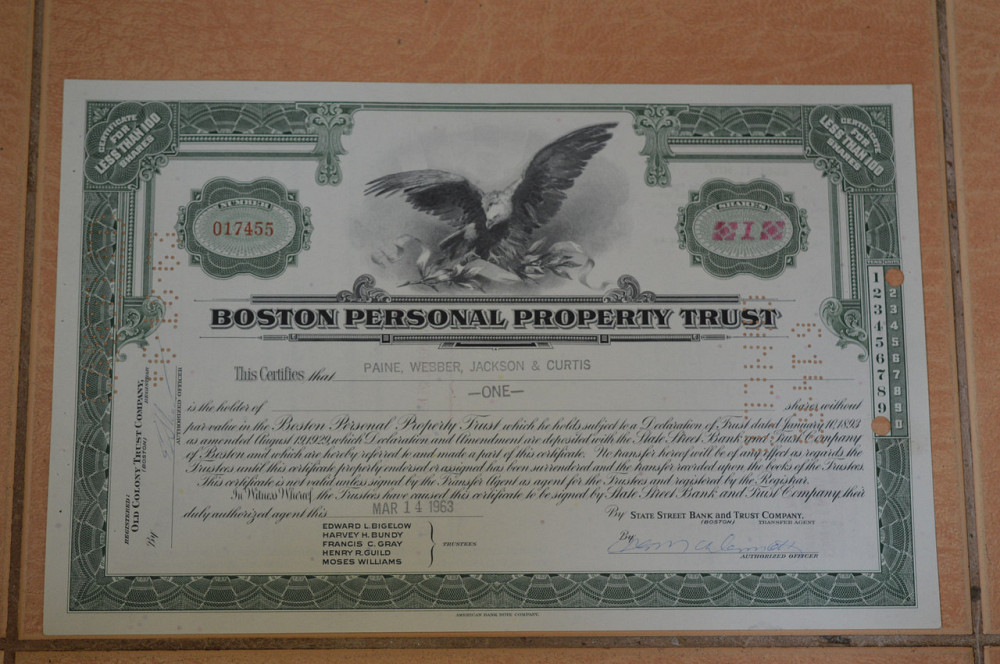 CERTIFICATE
FOR
LESS THAN 100
SHARES
CERTIFICATE
FOR
LESS THAN 100
SHARES
NUMBER
017455
SHARES
1
BOSTON PERSONAL PROPERTY TRUST
This Certifies that PAINE, WEBBER, JACKSON & CURTIS
—ONE—
is the holder of shares without
par value in the Boston Personal Property Trust which he holds subject to a Declaration of Trust dated January 11, 1893
as amended August 19, 1929, which Declaration and Amendment are deposited with the State Street Bank and Trust Company
of Boston and which are hereby referred to and made a part of this certificate. No transfer hereof will be of any effect as regards the
Trustees until this certificate properly endorsed or assigned has been surrendered and the transfer recorded upon the books of the Trustees.
This certificate is not valid unless signed by the Transfer Agent as agent for the Trustees and registered by the Registrar.
In Witness Whereof, the Trustees have caused this certificate to be signed by State Street Bank and Trust Company, their
duly authorized agent this MAR 14 1963
EDWARD L. BIGELOW
HARVEY H. BUNDY
FRANCIS C. GRAY
HENRY R. GUILD
MOSES WILLIAMS
TRUSTEES
By STATE STREET BANK AND TRUST COMPANY,
(BOSTON) TRANSFER AGENT
By
AUTHORIZED OFFICER
REGISTERED:
OLD COLONY TRUST COMPANY,
(BOSTON) REGISTRAR
By
AUTHORIZED OFFICER
TENS UNITS
1
2 2
3 3
4 4
5 5
6 6
7 7
8 8
9 9
0
AMERICAN BANK NOTE COMPANY.